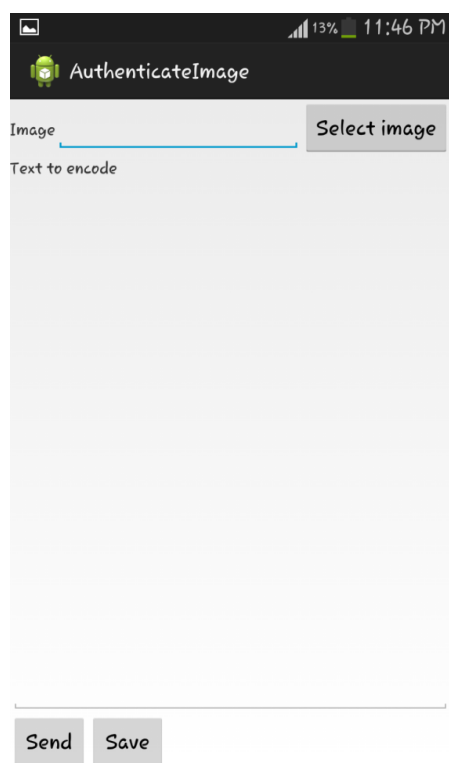 13% 11:46 PM
AuthenticateImage
Image Select image
Text to encode
Send Save